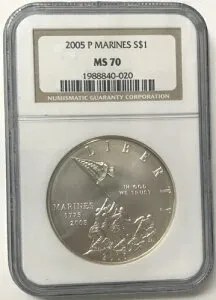 2005 P MARINES S$1
MS 70
1988840-020
NUMISMATIC GUARANTY CORPORATION
LIBERTY
IN GOD
WE TRUST
MARINES
1775
2005